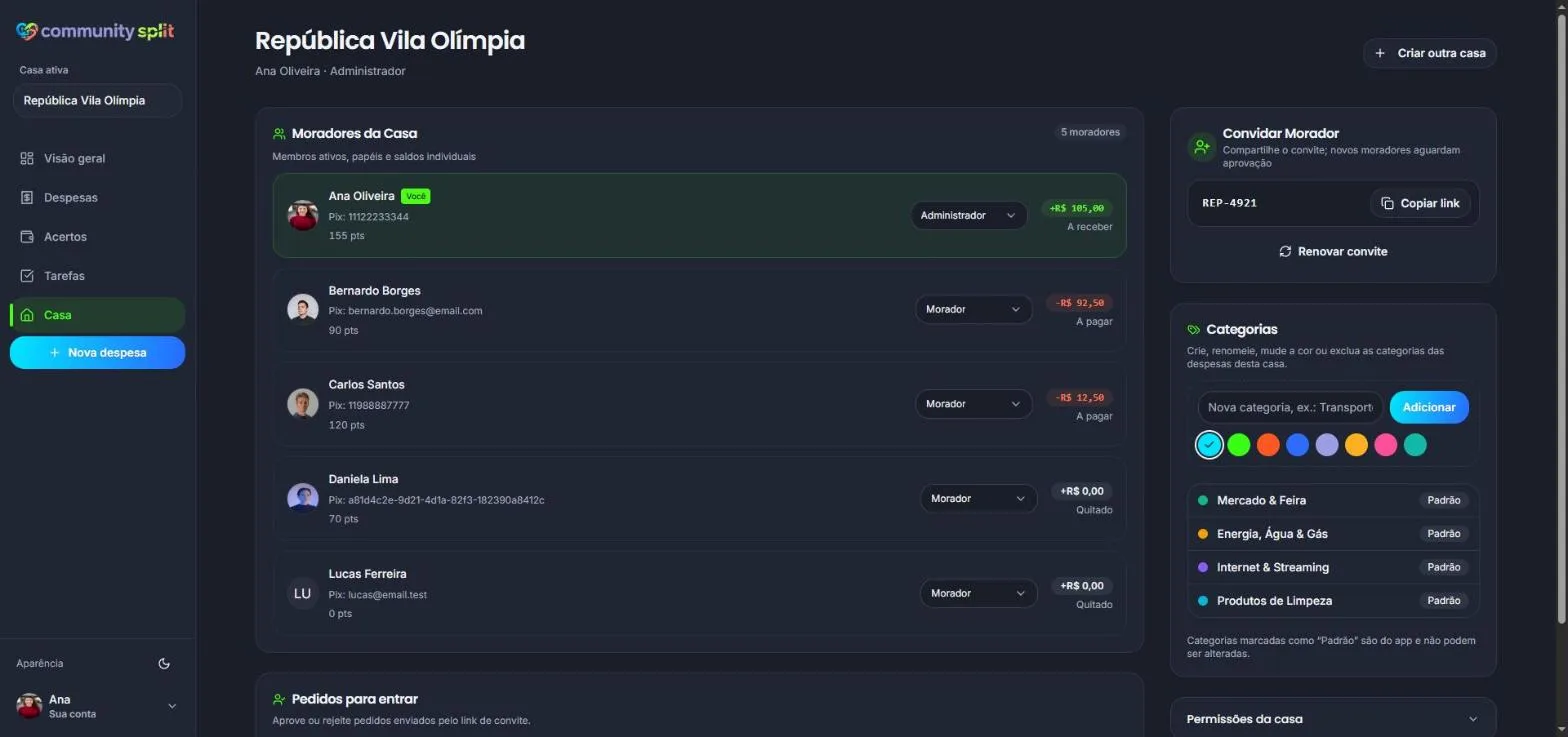 community split
Casa ativa
República Vila Olímpia
Visão geral
Despesas
Acertos
Tarefas
Casa
+ Nova despesa
Aparência
Ana
Sua conta
República Vila Olímpia
Ana Oliveira · Administrador
+ Criar outra casa
Moradores da Casa
5 moradores
Membros ativos, papéis e saldos individuais
Ana Oliveira Você
Pix: 11122233344
155 pts
Administrador
+R$ 105,00
A receber
Bernardo Borges
Pix: bernardo.borges@email.com
90 pts
Morador
-R$ 92,50
A pagar
Carlos Santos
Pix: 11988887777
120 pts
Morador
-R$ 12,50
A pagar
Daniela Lima
Pix: a81d4c2e-9d21-4d1a-82f3-182390a8412c
70 pts
Morador
+R$ 0,00
Quitado
LU
Lucas Ferreira
Pix: lucas@email.test
0 pts
Morador
+R$ 0,00
Quitado
Pedidos para entrar
Aprove ou rejeite pedidos enviados pelo link de convite.
Convidar Morador
Compartilhe o convite; novos moradores aguardam
aprovação
REP-4921
Copiar link
Renovar convite
Categorias
Crie, renomeie, mude a cor ou exclua as categorias das
despesas desta casa.
Nova categoria, ex.: Transporte
Adicionar
Mercado & Feira Padrão
Energia, Água & Gás Padrão
Internet & Streaming Padrão
Produtos de Limpeza Padrão
Categorias marcadas como “Padrão” são do app e não podem
ser alteradas.
Permissões da casa